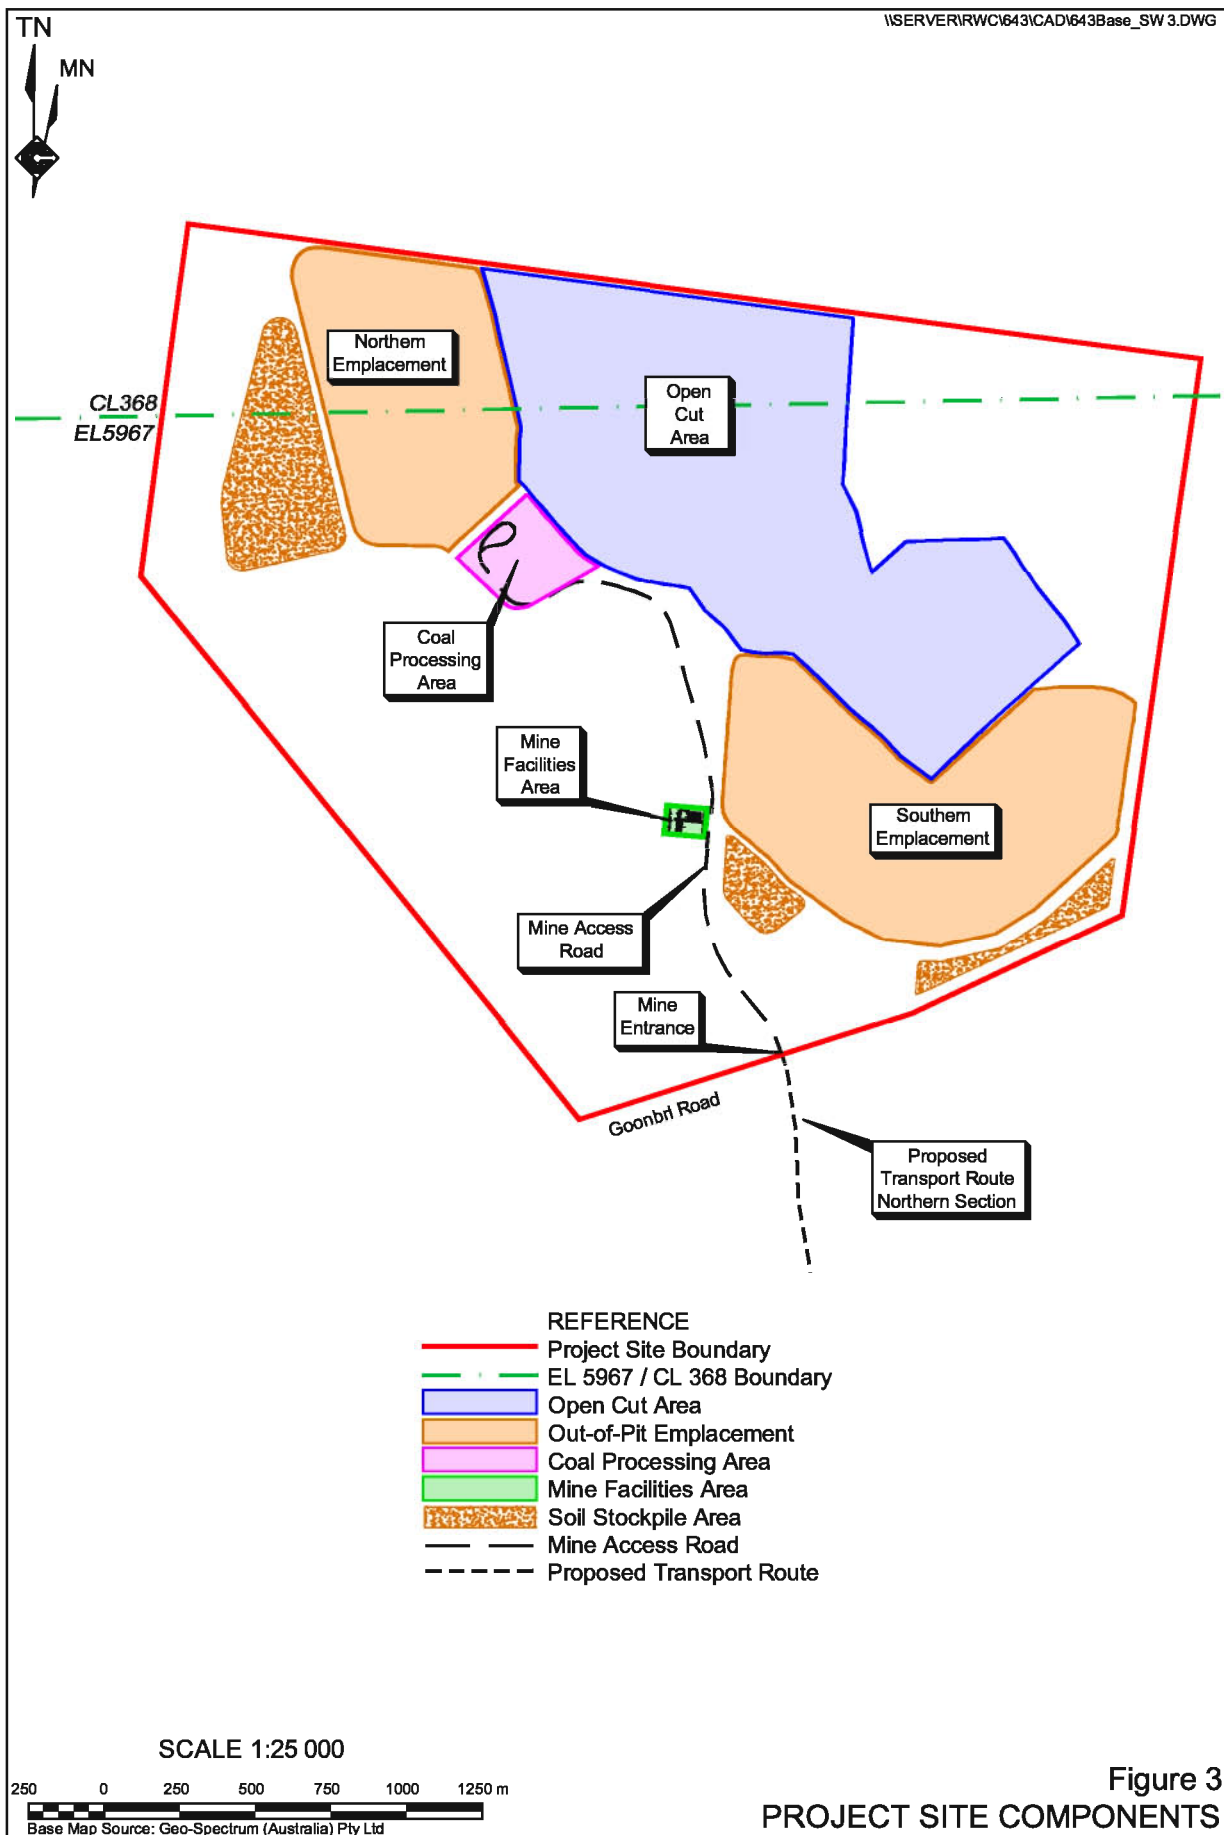 \\SERVER\RWC\643\CAD\643Base_SW 3.DWG
TN
MN
Northern
Emplacement
Open
Cut
Area
CL368
EL5967
Coal
Processing
Area
Mine
Facilities
Area
Southern
Emplacement
Mine Access
Road
Mine
Entrance
Goonbri Road
Proposed
Transport Route
Northern Section
REFERENCE
Project Site Boundary
EL 5967 / CL 368 Boundary
Open Cut Area
Out-of-Pit Emplacement
Coal Processing Area
Mine Facilities Area
Soil Stockpile Area
Mine Access Road
Proposed Transport Route
SCALE 1:25 000
250 0 250 500 750 1000 1250 m
Base Map Source: Geo-Spectrum (Australia) Pty Ltd
Figure 3
PROJECT SITE COMPONENTS